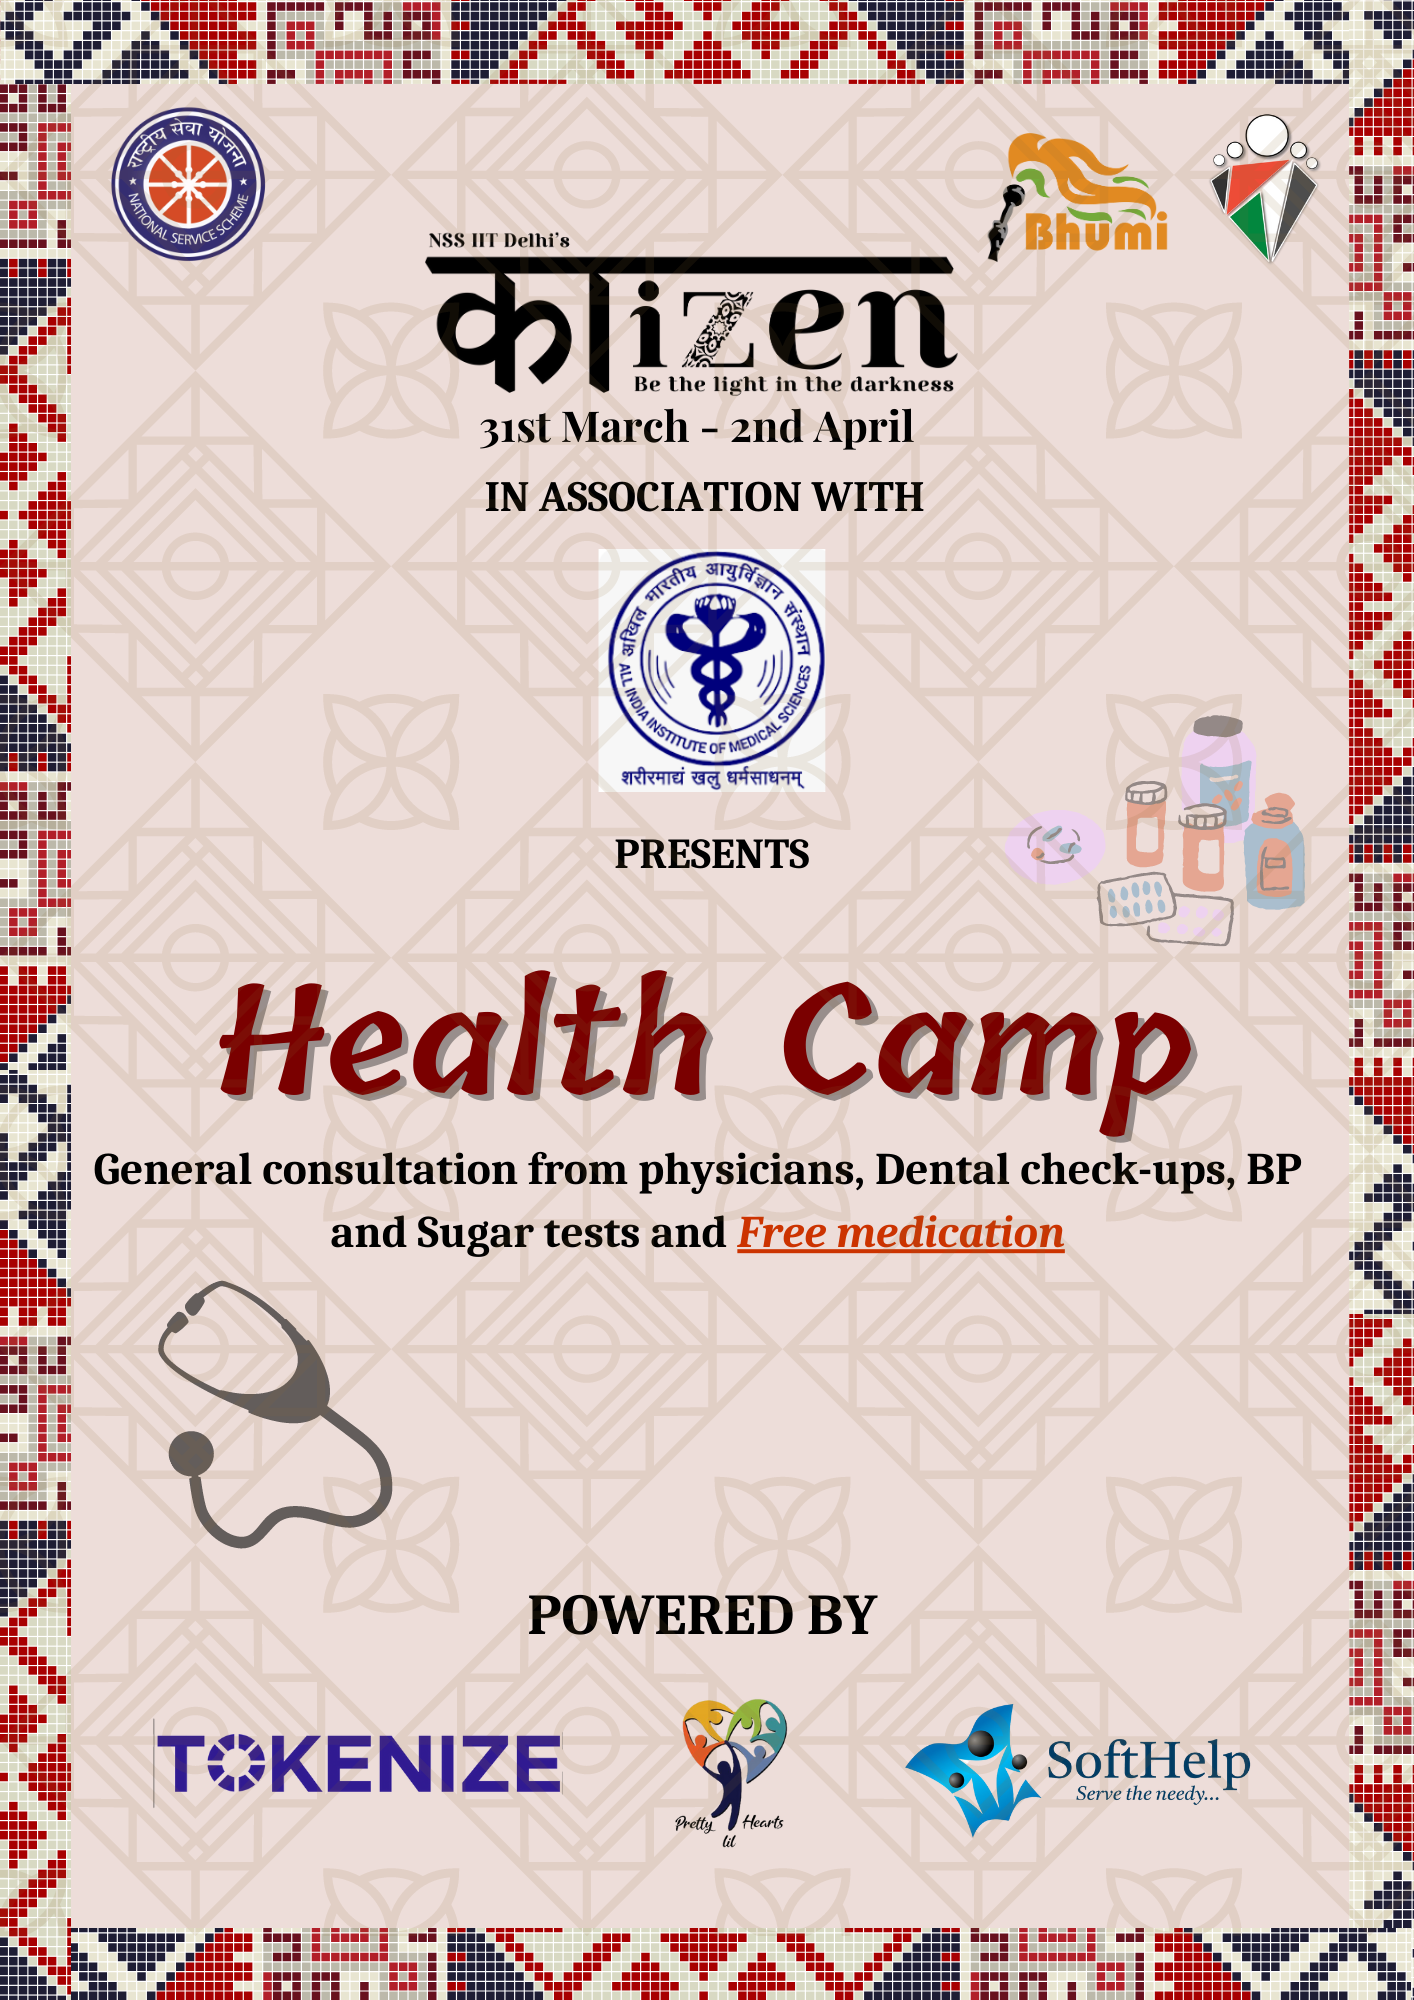 राष्ट्रीय सेवा योजना
NATIONAL SERVICE SCHEME
Bhumi
NSS IIT Delhi's
काizen
Be the light in the darkness
31st March - 2nd April
IN ASSOCIATION WITH
अखिल भारतीय आयुर्विज्ञान संस्थान
ALL INDIA INSTITUTE OF MEDICAL SCIENCES
शरीरमाद्यं खलु धर्मसाधनम्
PRESENTS
Health Camp
General consultation from physicians, Dental check-ups, BP
and Sugar tests and Free medication
POWERED BY
TOKENIZE
Pretty lil Hearts
SoftHelp
Serve the needy...